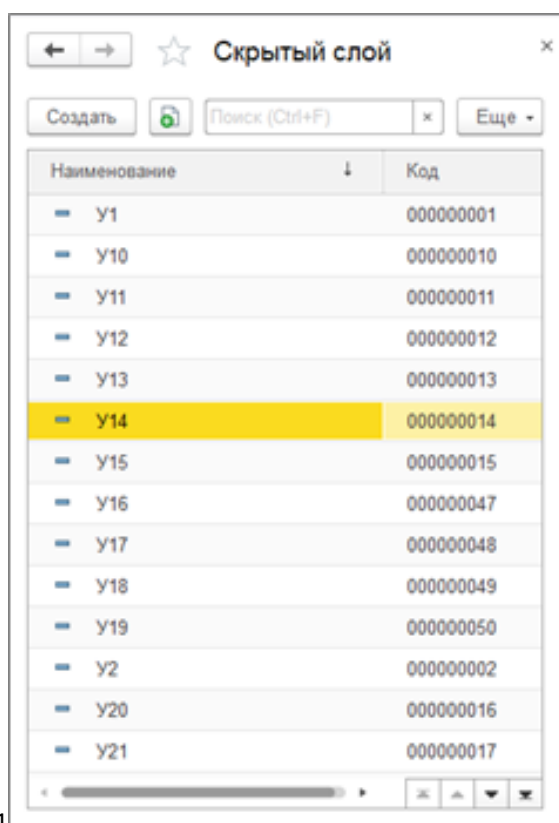 Скрытый слой
Создать Поиск (Ctrl+F) × Еще
Наименование ↓ Код
У1 000000001
У10 000000010
У11 000000011
У12 000000012
У13 000000013
У14 000000014
У15 000000015
У16 000000047
У17 000000048
У18 000000049
У19 000000050
У2 000000002
У20 000000016
У21 000000017